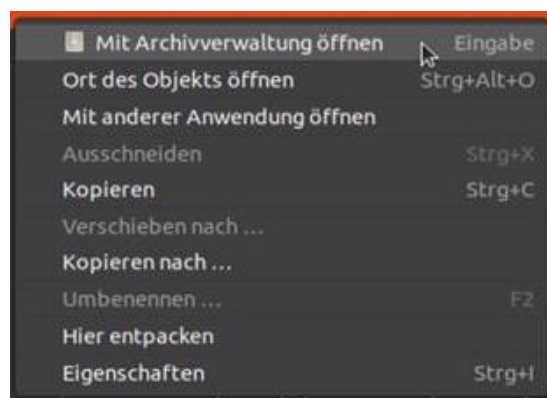 Mit Archivverwaltung öffnen Eingabe
Ort des Objekts öffnen Strg+Alt+O
Mit anderer Anwendung öffnen
Ausschneiden Strg+X
Kopieren Strg+C
Verschieben nach ...
Kopieren nach ...
Umbenennen ... F2
Hier entpacken
Eigenschaften Strg+I